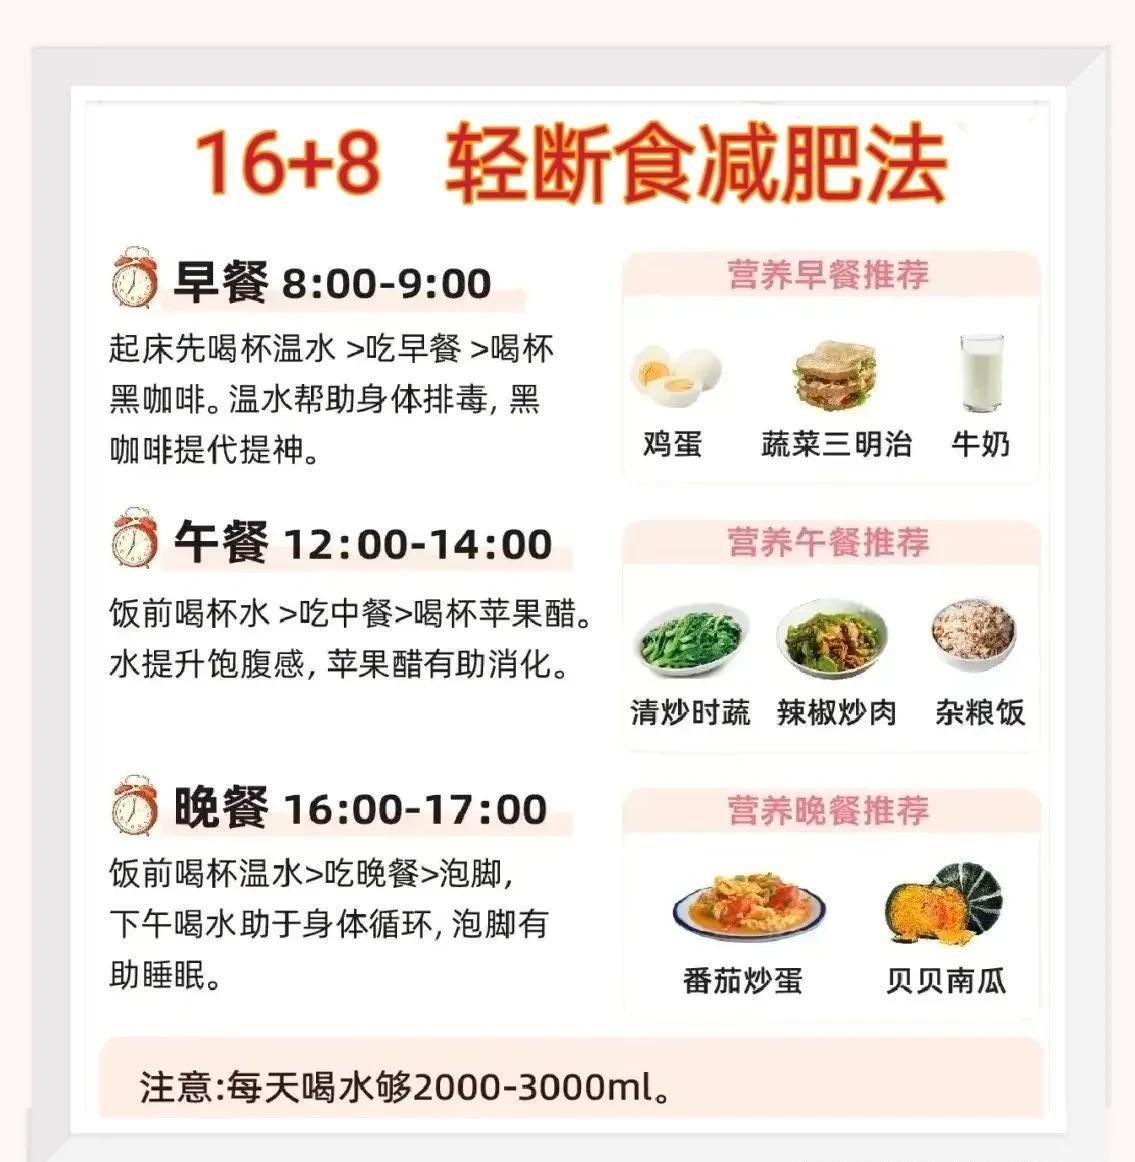 16+8 轻断食减肥法
早餐 8:00-9:00
起床先喝杯温水 >吃早餐 >喝杯
黑咖啡。温水帮助身体排毒, 黑
咖啡提代提神。
营养早餐推荐
鸡蛋 蔬菜三明治 牛奶
午餐 12:00-14:00
饭前喝杯水 >吃中餐>喝杯苹果醋。
水提升饱腹感, 苹果醋有助消化。
营养午餐推荐
清炒时蔬 辣椒炒肉 杂粮饭
晚餐 16:00-17:00
饭前喝杯温水>吃晚餐>泡脚,
下午喝水助于身体循环, 泡脚有
助睡眠。
营养晚餐推荐
番茄炒蛋 贝贝南瓜
注意:每天喝水够2000-3000ml。